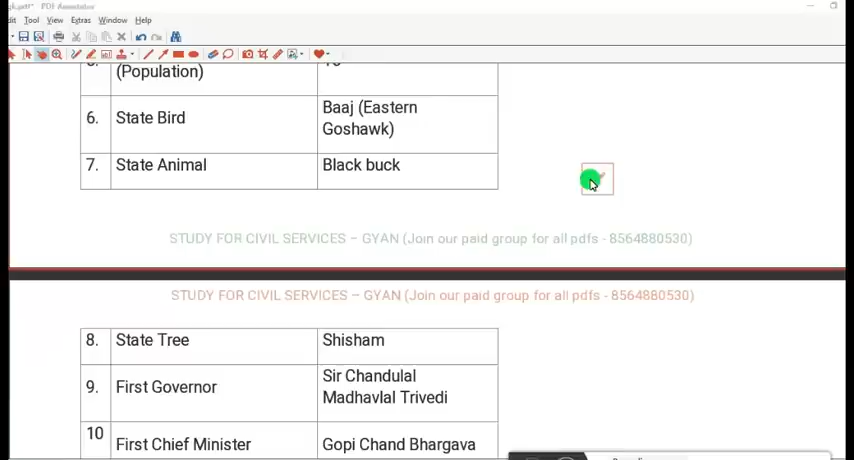 PDF Annotator
Tool View Extras Window Help
(Population)
6. State Bird Baaj (Eastern
Goshawk)
7. State Animal Black buck
STUDY FOR CIVIL SERVICES – GYAN (Join our paid group for all pdfs - 8564880530)
STUDY FOR CIVIL SERVICES – GYAN (Join our paid group for all pdfs - 8564880530)
8. State Tree Shisham
9. First Governor Sir Chandulal
Madhavlal Trivedi
10
First Chief Minister Gopi Chand Bhargava